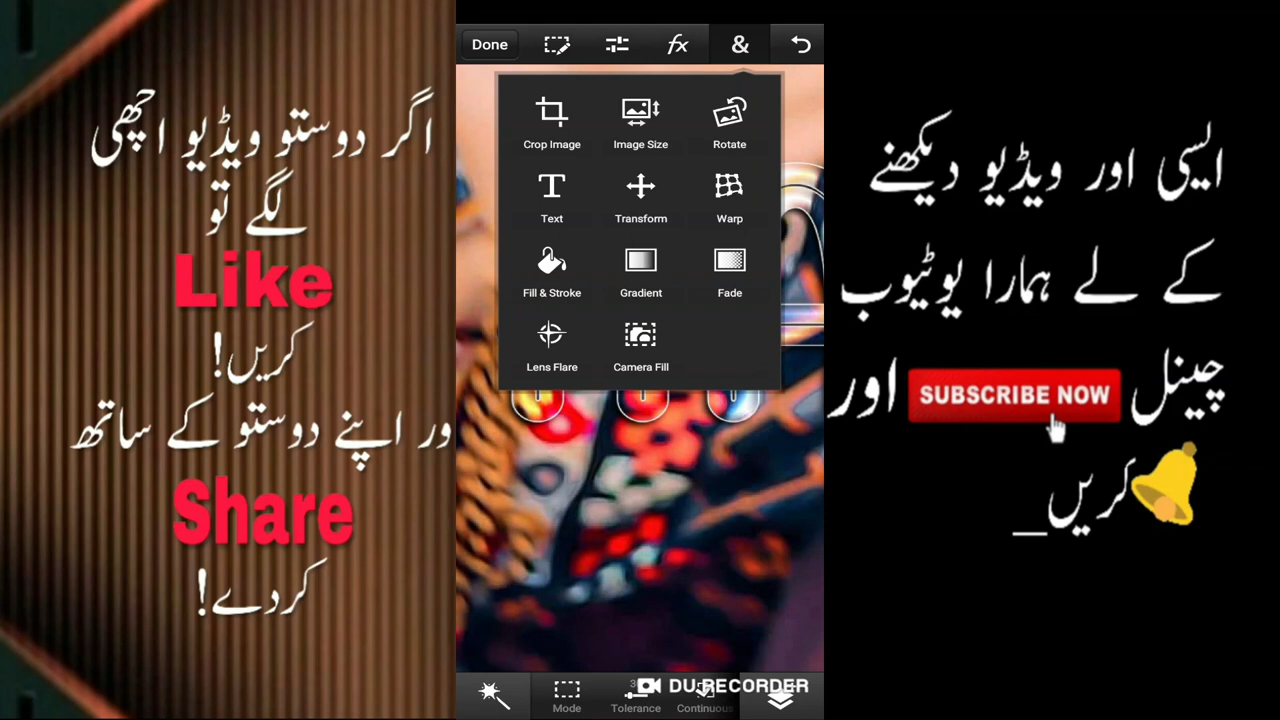 اگر دوستو ویڈیو اچھی
لگے تو
Like
کریں!
ور اپنے دوستو کے ساتھ
Share
کردے!
Done
fx
&
Crop Image
Image Size
Rotate
Text
Transform
Warp
Fill & Stroke
Gradient
Fade
Lens Flare
Camera Fill
DU RECORDER
Mode
Tolerance
Continuous
ایسی اور ویڈیو دیکھنے
کے لے ہمارا یوٹیوب
چینل SUBSCRIBE NOW اور
کریں_